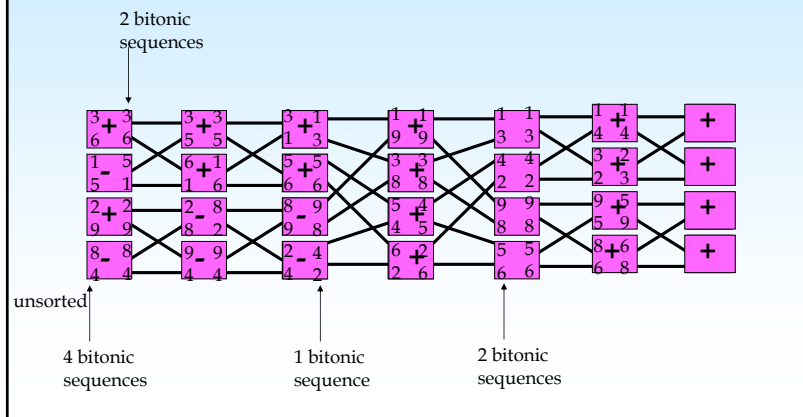 2 bitonic
sequences
3 + 3 3 + 3 3 + 1 1 + 1 1 1 1 + 1 +
6 6 5 5 1 3 9 9 3 3 4 4
1 - 5 6 + 1 5 + 5 3 + 3 4 4 3 + 2 +
5 1 1 6 6 6 8 8 2 2 2 3
2 + 2 2 - 8 8 - 9 5 + 4 9 9 9 + 5 +
9 9 8 2 9 8 4 5 8 8 5 9
8 - 8 9 - 9 2 - 4 6 + 2 5 5 8 + 6 +
4 4 4 4 4 2 2 6 6 6 6 8
unsorted
4 bitonic
sequences
1 bitonic
sequence
2 bitonic
sequences